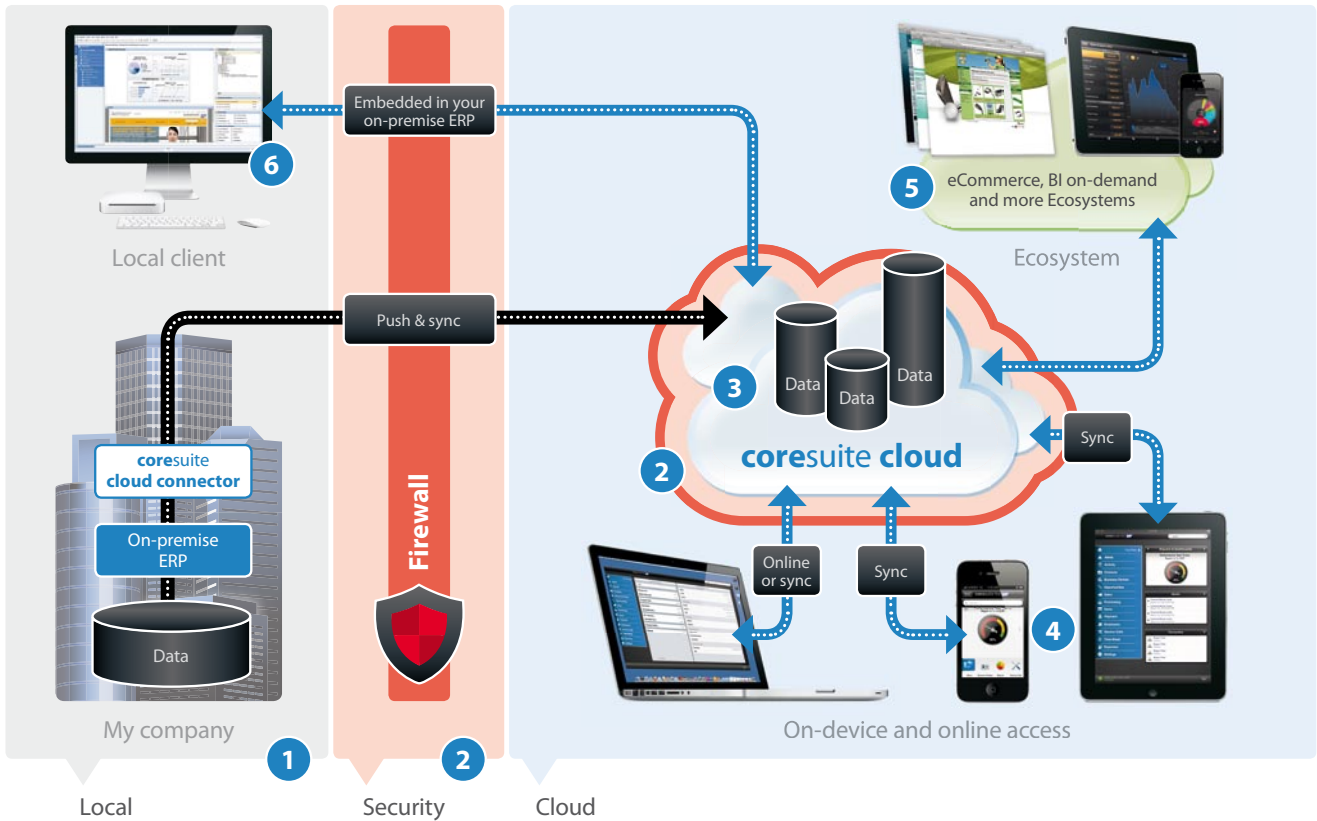 Embedded in your
on-premise ERP
6
Local client
5
eCommerce, BI on-demand
and more Ecosystems
Ecosystem
Push & sync
Data
Data
Data
3
coresuite cloud
2
Sync
coresuite
cloud connector
On-premise
ERP
Data
My company
1
Firewall
2
Online
or sync
Sync
4
On-device and online access
Local
Security
Cloud